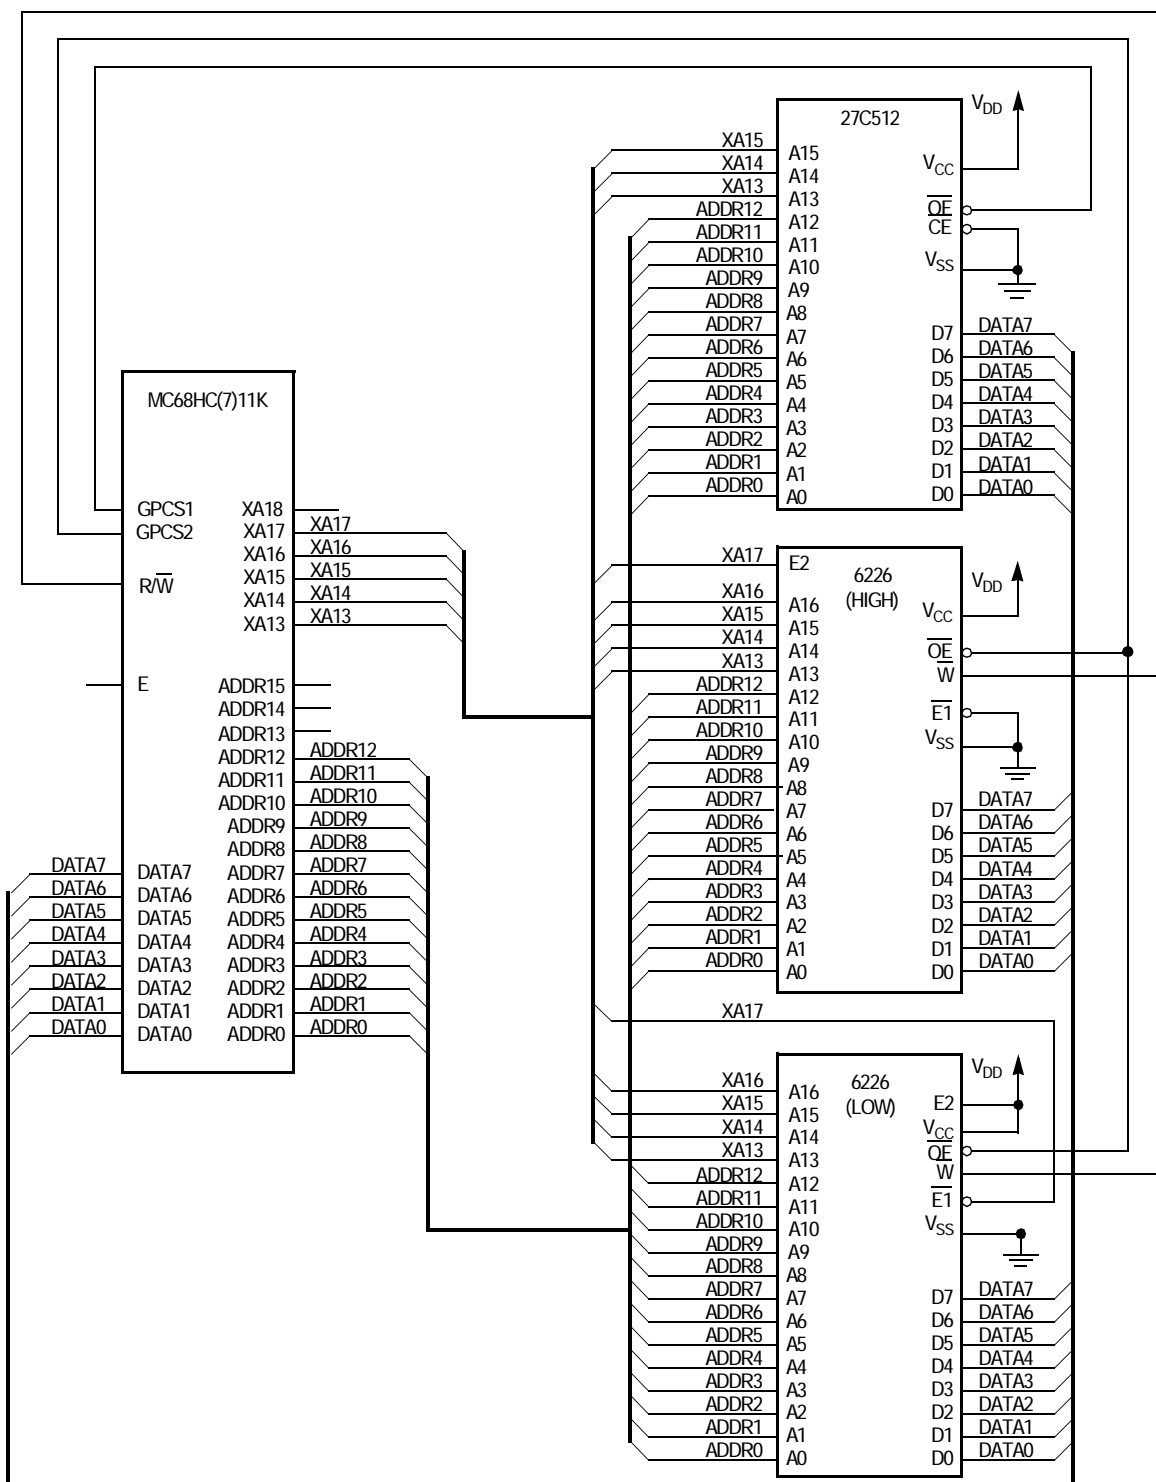 27C512
V_DD
V_CC
OE
CE
V_SS
XA15 A15
XA14 A14
XA13 A13
ADDR12 A12
ADDR11 A11
ADDR10 A10
ADDR9 A9
ADDR8 A8
ADDR7 A7
ADDR6 A6
ADDR5 A5
ADDR4 A4
ADDR3 A3
ADDR2 A2
ADDR1 A1
ADDR0 A0
D7 DATA7
D6 DATA6
D5 DATA5
D4 DATA4
D3 DATA3
D2 DATA2
D1 DATA1
D0 DATA0
MC68HC(7)11K
GPCS1
GPCS2
R/W
E
DATA7 DATA7
DATA6 DATA6
DATA5 DATA5
DATA4 DATA4
DATA3 DATA3
DATA2 DATA2
DATA1 DATA1
DATA0 DATA0
XA18
XA17 XA17
XA16 XA16
XA15 XA15
XA14 XA14
XA13 XA13
ADDR15
ADDR14
ADDR13
ADDR12 ADDR12
ADDR11 ADDR11
ADDR10 ADDR10
ADDR9 ADDR9
ADDR8 ADDR8
ADDR7 ADDR7
ADDR6 ADDR6
ADDR5 ADDR5
ADDR4 ADDR4
ADDR3 ADDR3
ADDR2 ADDR2
ADDR1 ADDR1
ADDR0 ADDR0
6226
(HIGH)
V_DD
V_CC
OE
W
E1
V_SS
XA17 E2
XA16 A16
XA15 A15
XA14 A14
XA13 A13
ADDR12 A12
ADDR11 A11
ADDR10 A10
ADDR9 A9
ADDR8 A8
ADDR7 A7
ADDR6 A6
ADDR5 A5
ADDR4 A4
ADDR3 A3
ADDR2 A2
ADDR1 A1
ADDR0 A0
D7 DATA7
D6 DATA6
D5 DATA5
D4 DATA4
D3 DATA3
D2 DATA2
D1 DATA1
D0 DATA0
XA17
6226
(LOW)
V_DD
E2
V_CC
OE
W
E1
V_SS
XA16 A16
XA15 A15
XA14 A14
XA13 A13
ADDR12 A12
ADDR11 A11
ADDR10 A10
ADDR9 A9
ADDR8 A8
ADDR7 A7
ADDR6 A6
ADDR5 A5
ADDR4 A4
ADDR3 A3
ADDR2 A2
ADDR1 A1
ADDR0 A0
D7 DATA7
D6 DATA6
D5 DATA5
D4 DATA4
D3 DATA3
D2 DATA2
D1 DATA1
D0 DATA0